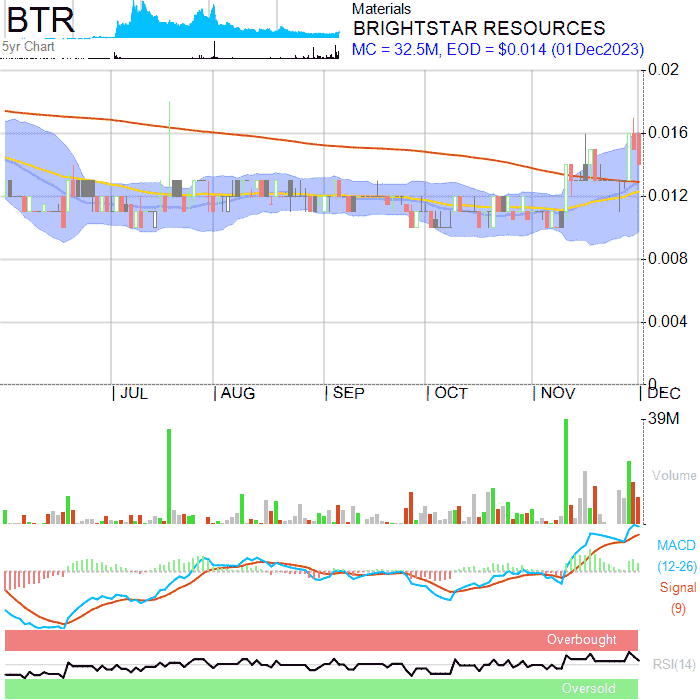 BTR
5yr Chart
Materials
BRIGHTSTAR RESOURCES
MC = 32.5M, EOD = $0.014 (01Dec2023)
0.02
0.016
0.012
0.008
0.004
0
JUL AUG SEP OCT NOV DEC
39M
Volume
MACD
(12-26)
Signal
(9)
Overbought
RSI(14)
Oversold